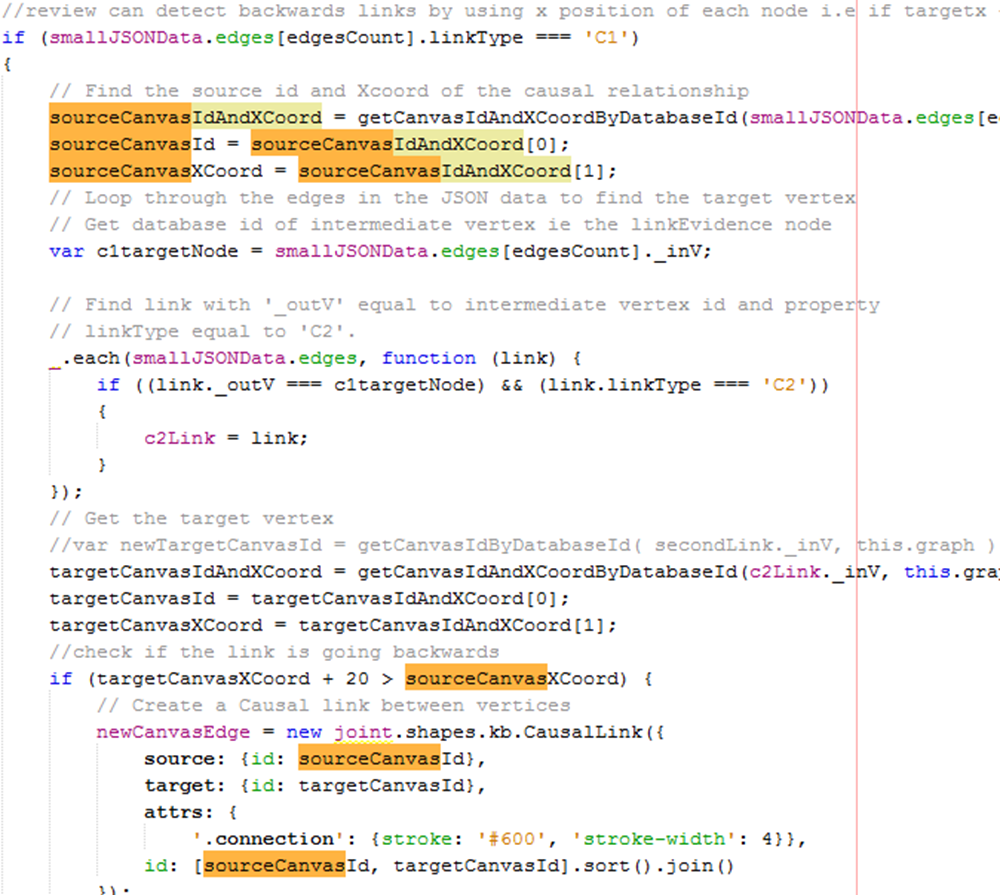 //review can detect backwards links by using x position of each node i.e if targetx
if (smallJSONData.edges[edgesCount].linkType === 'C1')
{
// Find the source id and Xcoord of the causal relationship
sourceCanvasIdAndXCoord = getCanvasIdAndXCoordByDatabaseId(smallJSONData.edges[e
sourceCanvasId = sourceCanvasIdAndXCoord[0];
sourceCanvasXCoord = sourceCanvasIdAndXCoord[1];
// Loop through the edges in the JSON data to find the target vertex
// Get database id of intermediate vertex ie the linkEvidence node
var c1targetNode = smallJSONData.edges[edgesCount]._inV;
// Find link with '_outV' equal to intermediate vertex id and property
// linkType equal to 'C2'.
_.each(smallJSONData.edges, function (link) {
if ((link._outV === c1targetNode) && (link.linkType === 'C2'))
{
c2Link = link;
}
});
// Get the target vertex
//var newTargetCanvasId = getCanvasIdByDatabaseId( secondLink._inV, this.graph )
targetCanvasIdAndXCoord = getCanvasIdAndXCoordByDatabaseId(c2Link._inV, this.gra
targetCanvasId = targetCanvasIdAndXCoord[0];
targetCanvasXCoord = targetCanvasIdAndXCoord[1];
//check if the link is going backwards
if (targetCanvasXCoord + 20 > sourceCanvasXCoord) {
// Create a Causal link between vertices
newCanvasEdge = new joint.shapes.kb.CausalLink({
source: {id: sourceCanvasId},
target: {id: targetCanvasId},
attrs: {
'.connection': {stroke: '#600', 'stroke-width': 4}},
id: [sourceCanvasId, targetCanvasId].sort().join()
});